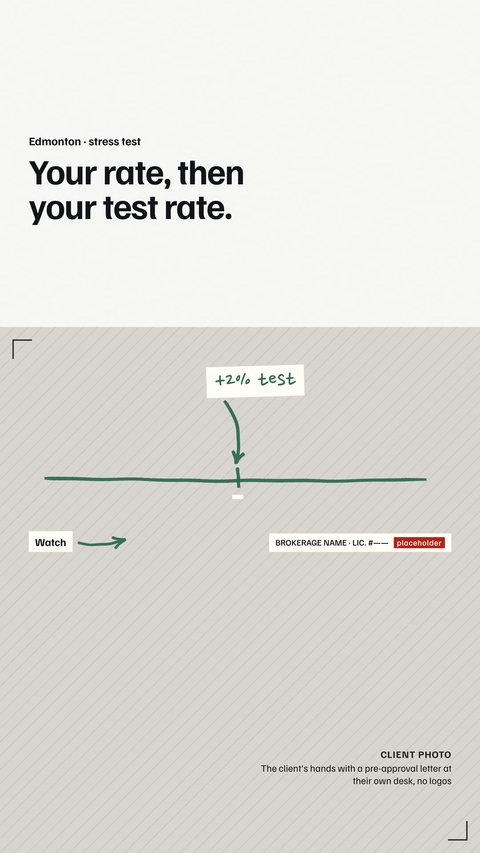 Edmonton · stress test
Your rate, then
your test rate.
+2% test
Watch
BROKERAGE NAME · LIC. #—— placeholder
CLIENT PHOTO
The client's hands with a pre-approval letter at
their own desk, no logos